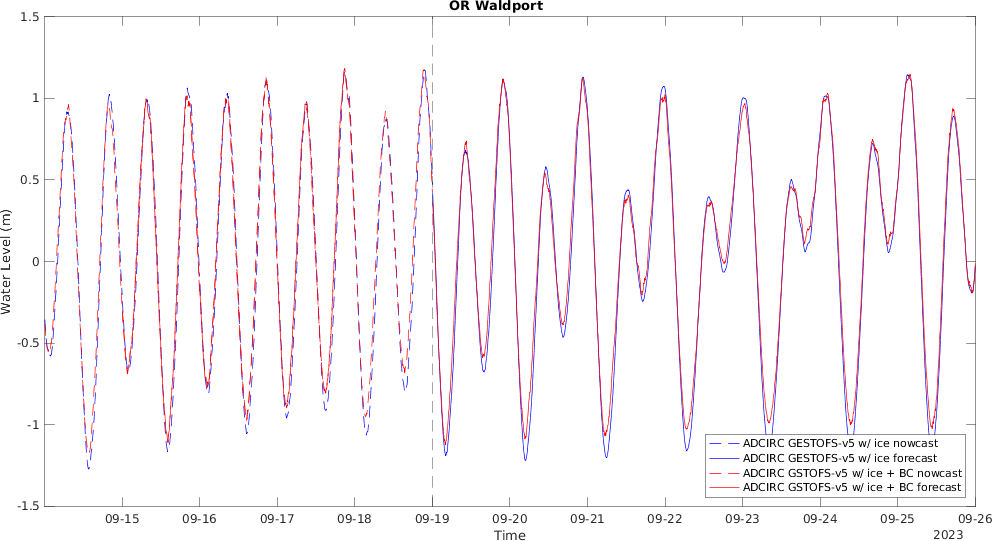 OR Waldport
1.5
1
0.5
0
-0.5
-1
-1.5
Water Level (m)
ADCIRC GESTOFS-v5 w/ ice nowcast
ADCIRC GESTOFS-v5 w/ ice forecast
ADCIRC GSTOFS-v5 w/ ice + BC nowcast
ADCIRC GSTOFS-v5 w/ ice + BC forecast
09-15 09-16 09-17 09-18 09-19 09-20 09-21 09-22 09-23 09-24 09-25 09-26
Time
2023